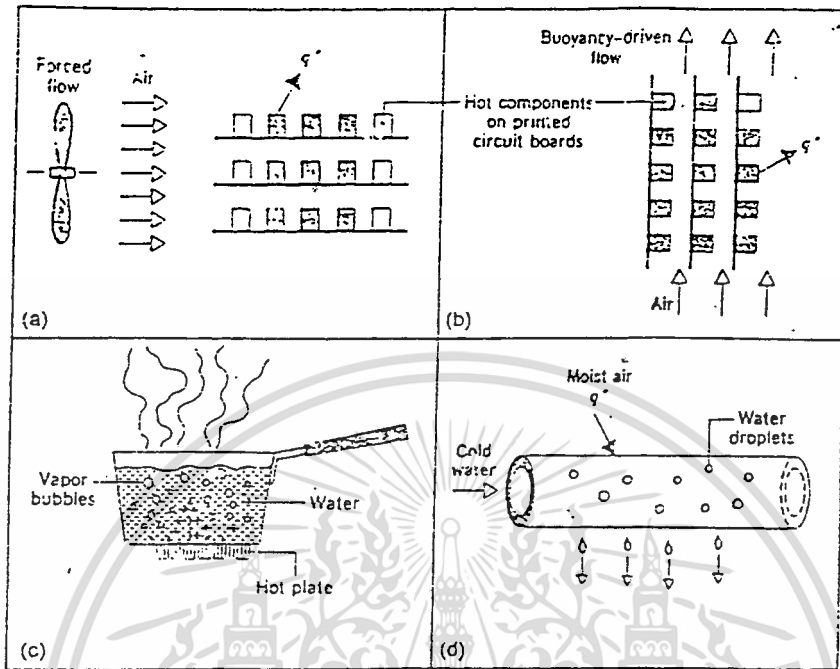 Forced
flow
Air
q"
Hot components
on printed
circuit boards
(a)
Buoyancy-driven
flow
q"
Air
(b)
Vapor
bubbles
Water
Hot plate
(c)
Moist air
q"
Cold
water
Water
droplets
(d)